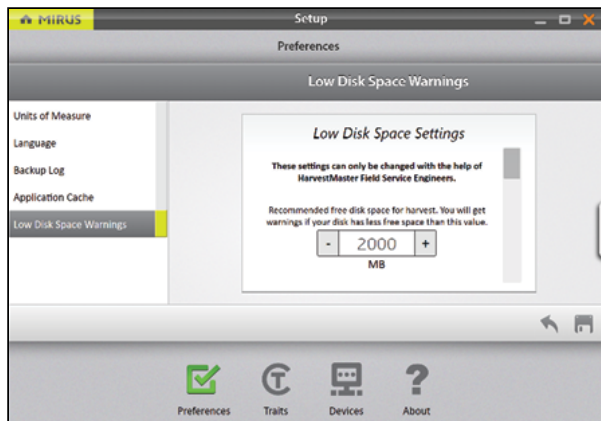 MIRUS
Setup
Preferences
Low Disk Space Warnings
Units of Measure
Language
Backup Log
Application Cache
Low Disk Space Warnings
Low Disk Space Settings
These settings can only be changed with the help of
HarvestMaster Field Service Engineers.
Recommended free disk space for harvest. You will get
warnings if your disk has less free space than this value.
- 2000 +
MB
Preferences Traits Devices About